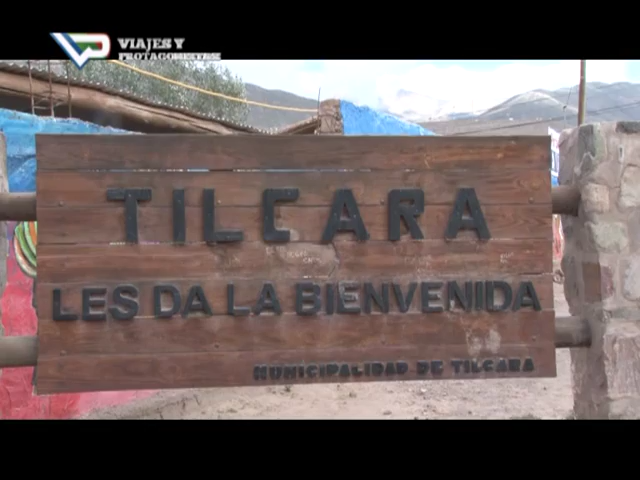 VIAJES Y
PROTAGONISTAS
TILCARA
LES DA LA BIENVENIDA
MUNICIPALIDAD DE TILCARA